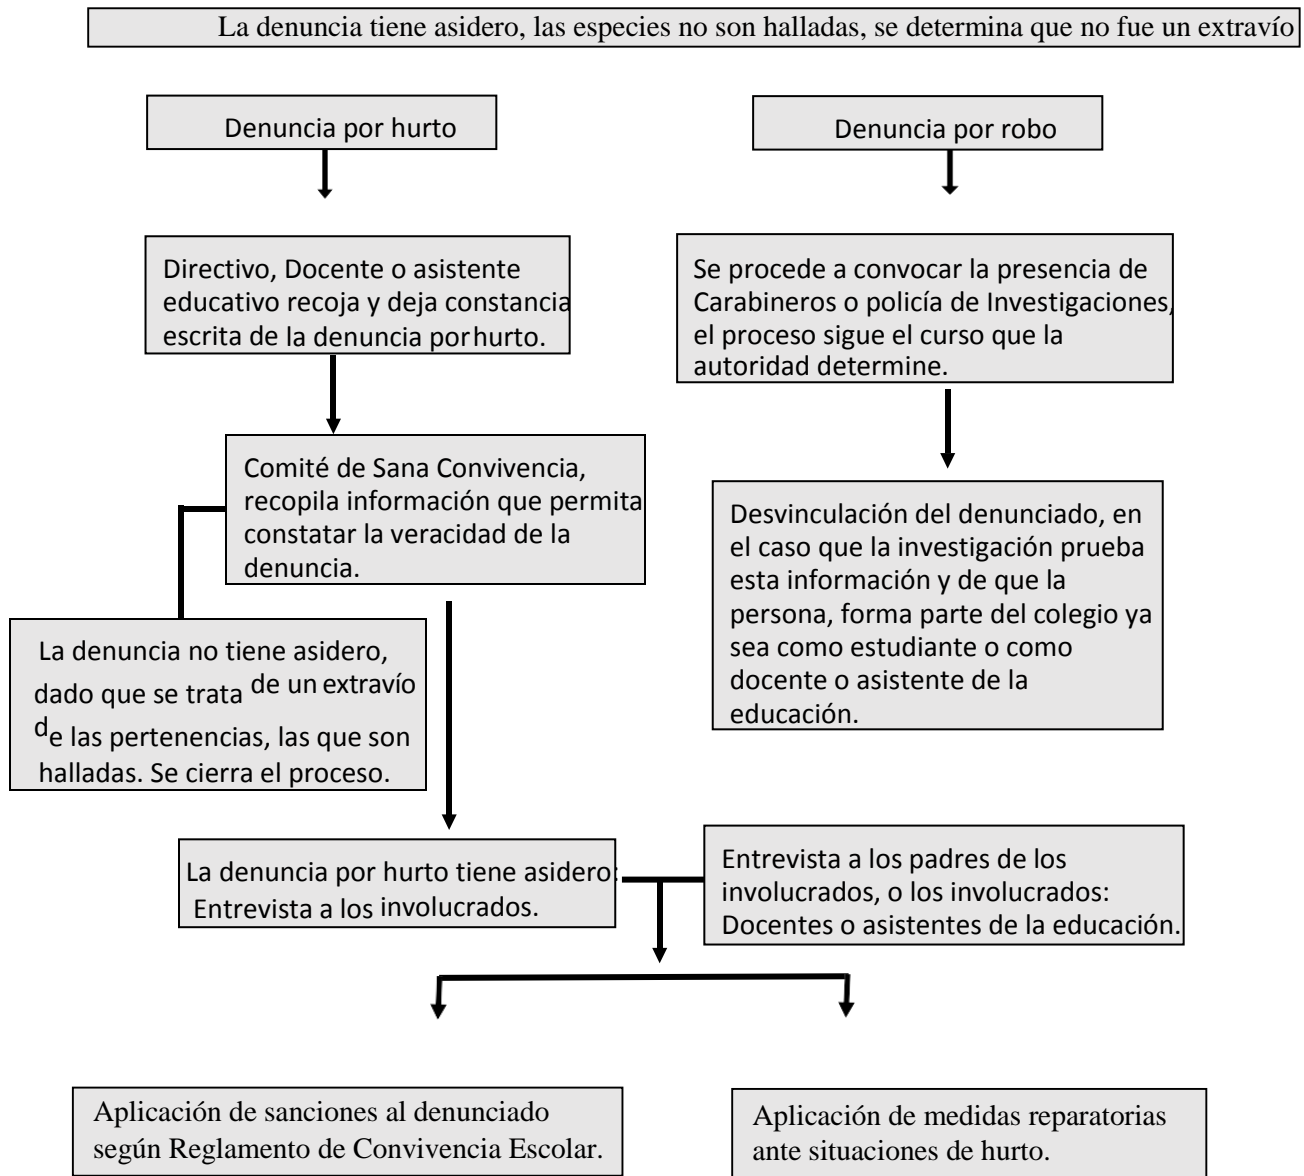 La denuncia tiene asidero, las especies no son halladas, se determina que no fue un extravío
Denuncia por hurto
Denuncia por robo
Directivo, Docente o asistente
educativo recoja y deja constancia
escrita de la denuncia por hurto.
Se procede a convocar la presencia de
Carabineros o policía de Investigaciones,
el proceso sigue el curso que la
autoridad determine.
Comité de Sana Convivencia,
recopila información que permita
constatar la veracidad de la
denuncia.
Desvinculación del denunciado, en
el caso que la investigación prueba
esta información y de que la
persona, forma parte del colegio ya
sea como estudiante o como
docente o asistente de la
educación.
La denuncia no tiene asidero,
dado que se trata de un extravío
de las pertenencias, las que son
halladas. Se cierra el proceso.
La denuncia por hurto tiene asidero:
Entrevista a los involucrados.
Entrevista a los padres de los
involucrados, o los involucrados:
Docentes o asistentes de la educación.
Aplicación de sanciones al denunciado
según Reglamento de Convivencia Escolar.
Aplicación de medidas reparatorias
ante situaciones de hurto.